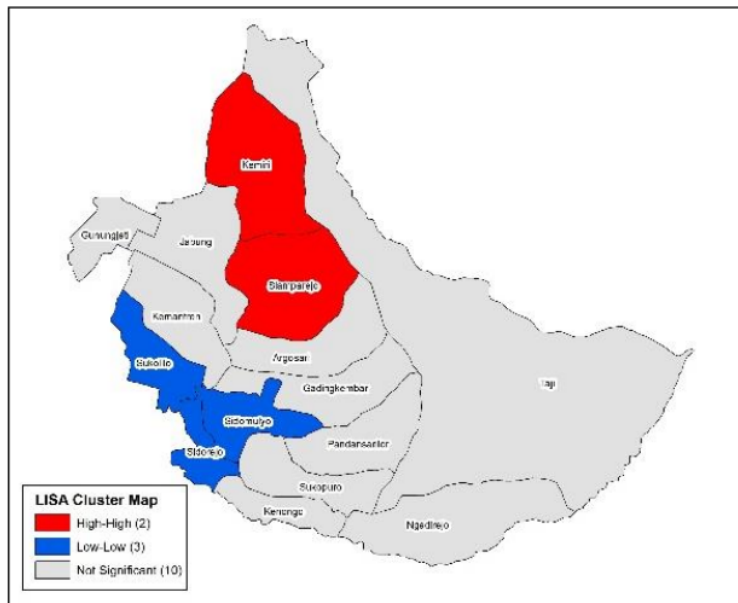 Kemiri
Gunungjati
Jabung
Slamparejo
Kemantren
Sukolilo
Argosari
Gadingkembar
Taji
Sidomulyo
Pandansari lor
Sidorejo
Sukopuro
Kenongo
Ngadirejo
LISA Cluster Map
High-High (2)
Low-Low (3)
Not Significant (10)